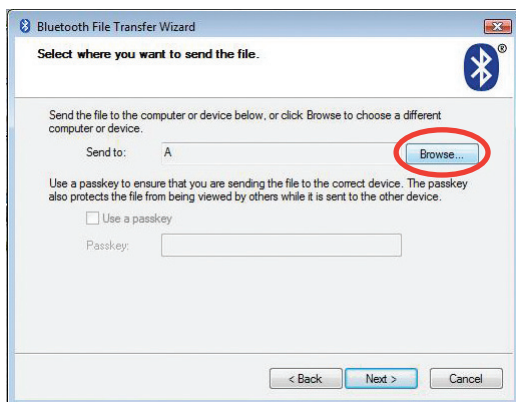 Bluetooth File Transfer Wizard
Select where you want to send the file.
®
Send the file to the computer or device below, or click Browse to choose a different
computer or device.
Send to: A Browse...
Use a passkey to ensure that you are sending the file to the correct device. The passkey
also protects the file from being viewed by others while it is sent to the other device.
Use a passkey
Passkey:
< Back Next > Cancel